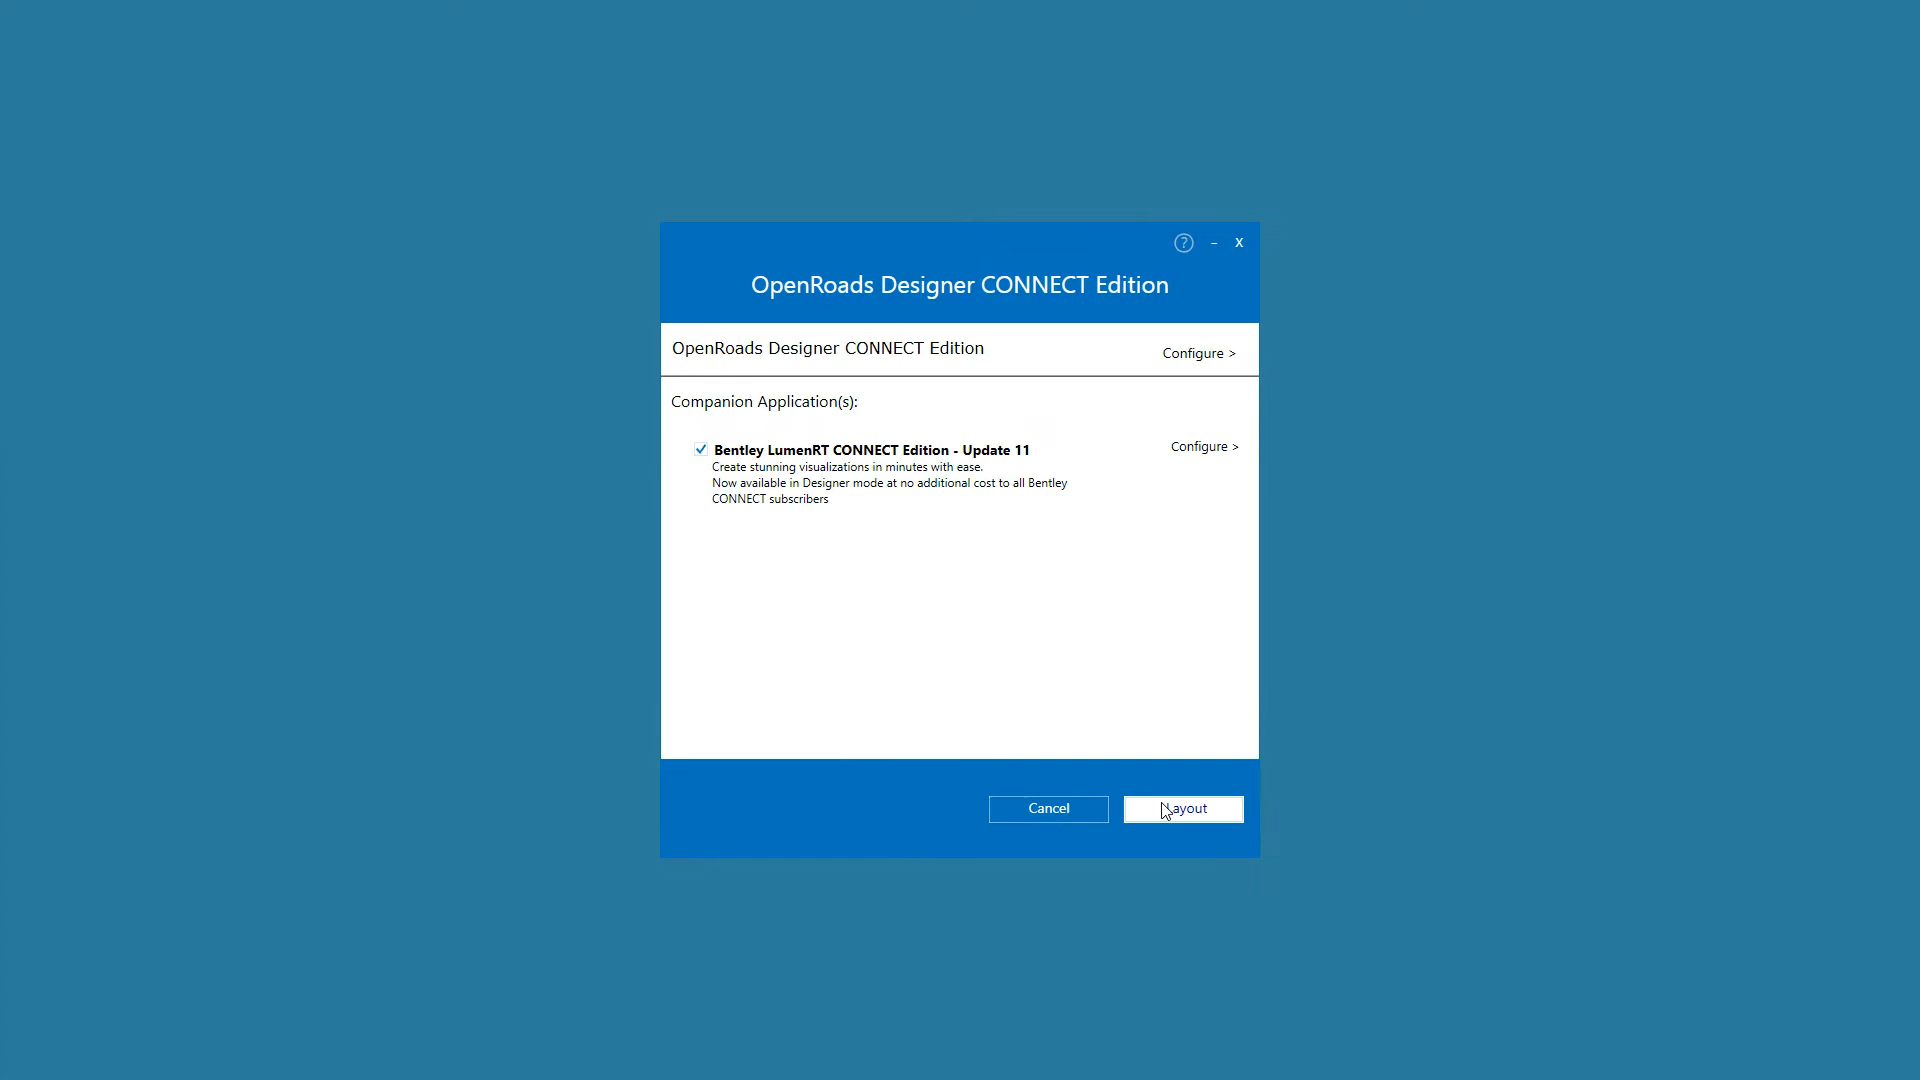 ? – X
OpenRoads Designer CONNECT Edition
OpenRoads Designer CONNECT Edition
Configure >
Companion Application(s):
Bentley LumenRT CONNECT Edition - Update 11
Configure >
Create stunning visualizations in minutes with ease.
Now available in Designer mode at no additional cost to all Bentley
CONNECT subscribers
Cancel
Layout